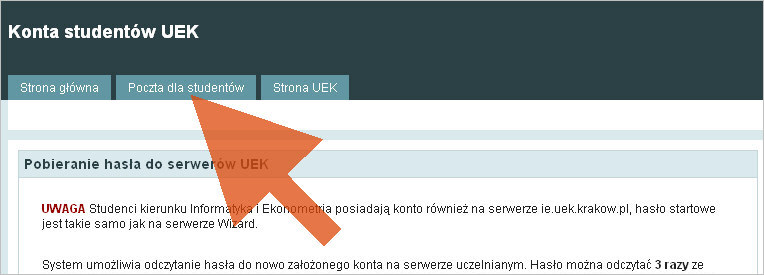 Konta studentów UEK
Strona główna Poczta dla studentów Strona UEK
Pobieranie hasła do serwerów UEK
UWAGA Studenci kierunku Informatyka i Ekonometria posiadają konto również na serwerze ie.uek.krakow.pl, hasło startowe
jest takie samo jak na serwerze Wizard.
System umożliwia odczytanie hasła do nowo założonego konta na serwerze uczelnianym. Hasło można odczytać 3 razy ze